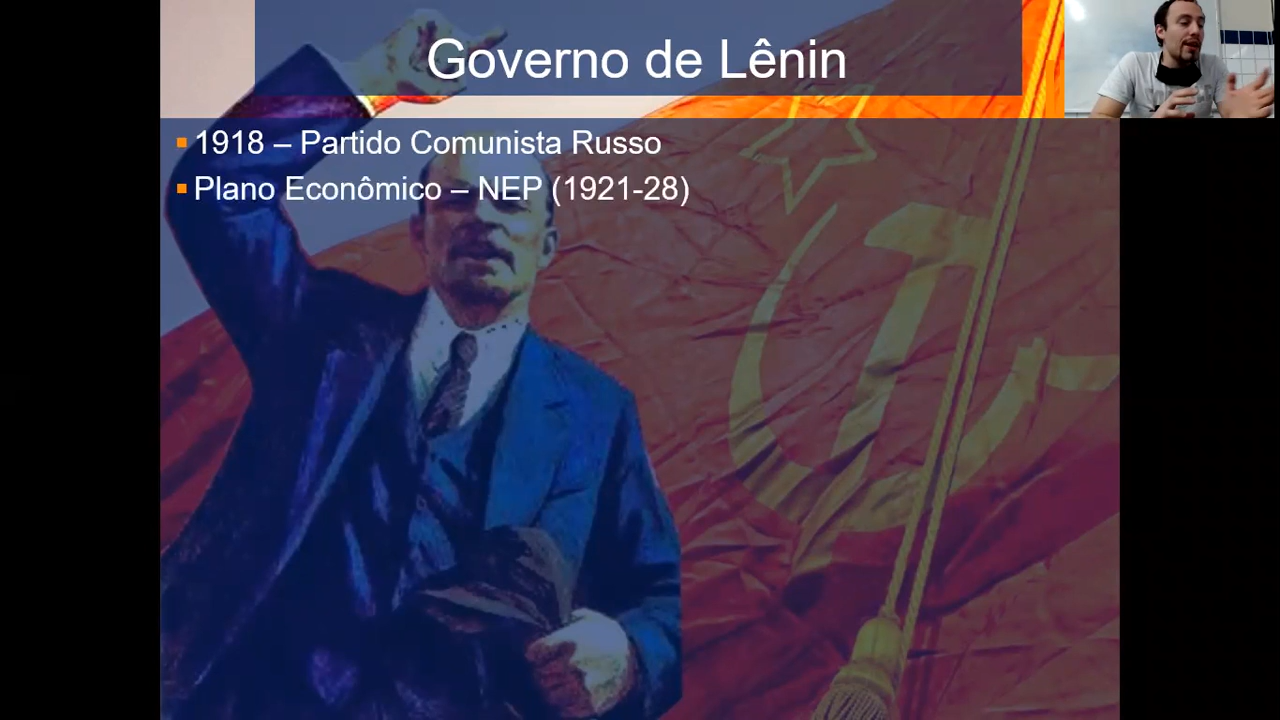 Governo de Lênin
1918 – Partido Comunista Russo
Plano Econômico – NEP (1921-28)